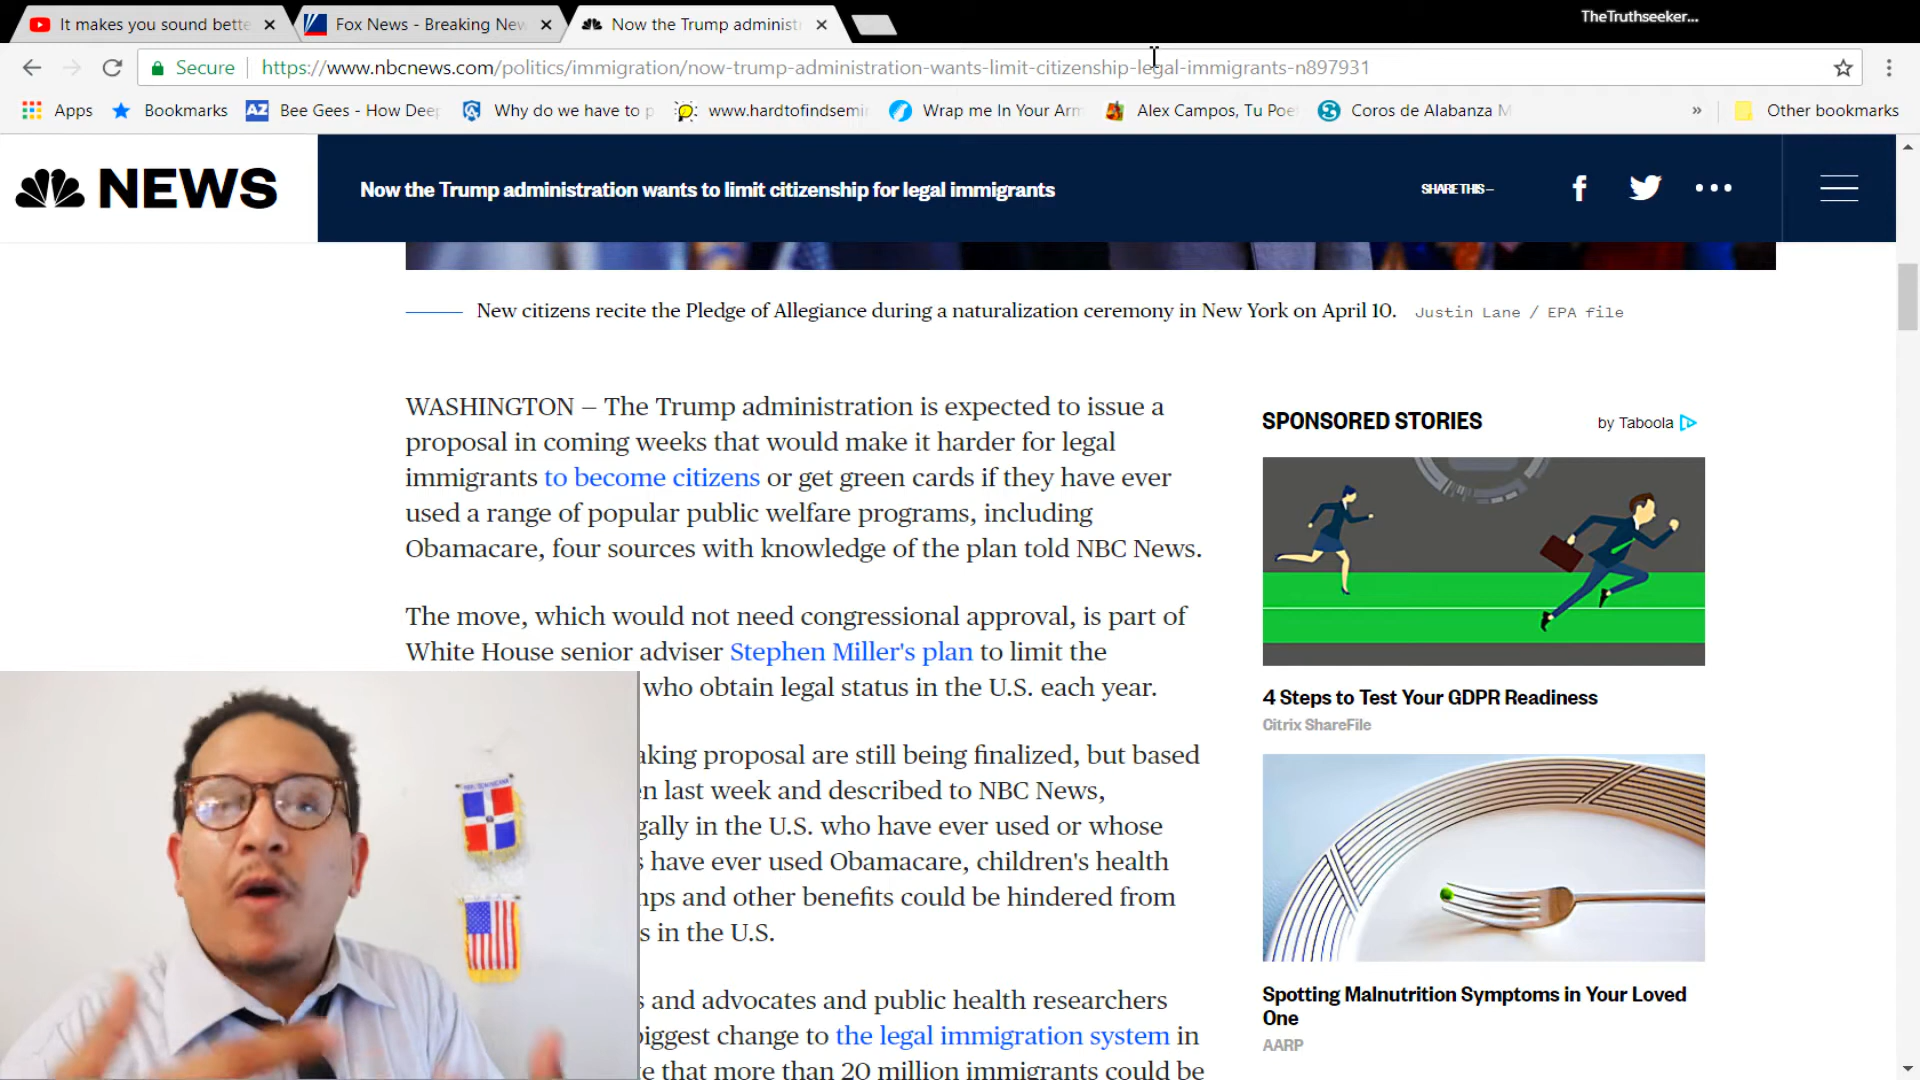 TheTruthseeker...
It makes you sound bette
Fox News - Breaking New
Now the Trump administ
Secure
https://www.nbcnews.com/politics/immigration/now-trump-administration-wants-limit-citizenship-legal-immigrants-n897931
Apps
Bookmarks
AZ
Bee Gees - How Deep
Why do we have to p
www.hardtofindsemi
Wrap me In Your Arm
Alex Campos, Tu Poe
Coros de Alabanza M
»
Other bookmarks
NEWS
Now the Trump administration wants to limit citizenship for legal immigrants
SHARE THIS —
New citizens recite the Pledge of Allegiance during a naturalization ceremony in New York on April 10. Justin Lane / EPA file
WASHINGTON — The Trump administration is expected to issue a
proposal in coming weeks that would make it harder for legal
immigrants to become citizens or get green cards if they have ever
used a range of popular public welfare programs, including
Obamacare, four sources with knowledge of the plan told NBC News.
The move, which would not need congressional approval, is part of
White House senior adviser Stephen Miller's plan to limit the
who obtain legal status in the U.S. each year.
aking proposal are still being finalized, but based
n last week and described to NBC News,
gally in the U.S. who have ever used or whose
s have ever used Obamacare, children's health
mps and other benefits could be hindered from
s in the U.S.
s and advocates and public health researchers
iggest change to the legal immigration system in
e that more than 20 million immigrants could be
SPONSORED STORIES
by Taboola
4 Steps to Test Your GDPR Readiness
Citrix ShareFile
Spotting Malnutrition Symptoms in Your Loved
One
AARP